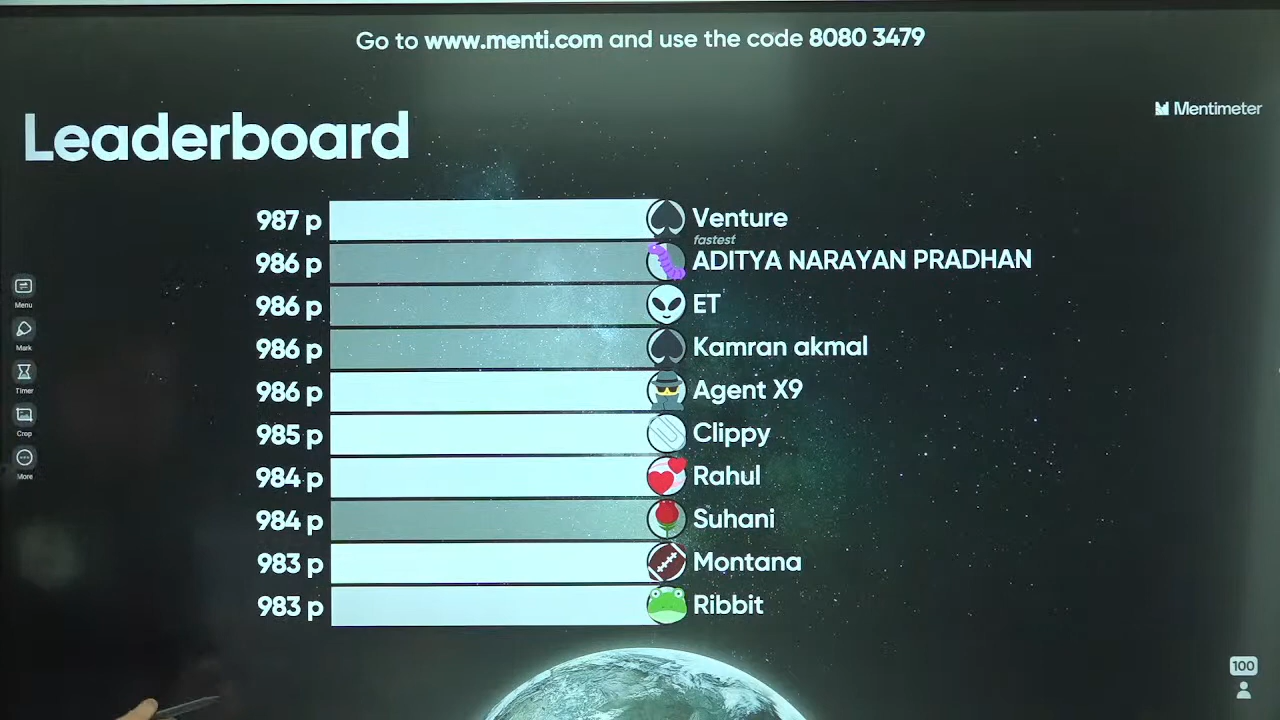 Go to www.menti.com and use the code 8080 3479
Mentimeter
Leaderboard
987 p Venture
fastest
986 p ADITYA NARAYAN PRADHAN
986 p ET
986 p Kamran akmal
986 p Agent X9
985 p Clippy
984 p Rahul
984 p Suhani
983 p Montana
983 p Ribbit
Menu
Mark
Timer
Crop
More
100